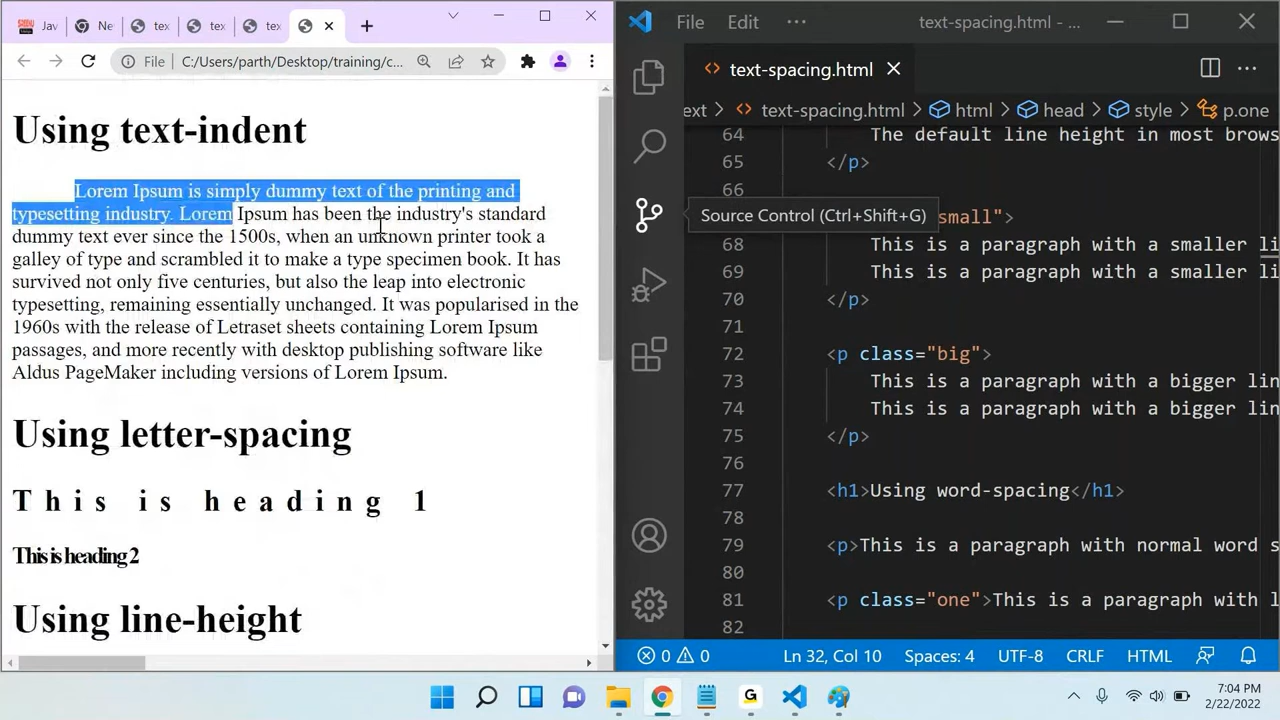 Jav
Ne
tex
tex
tex
File
C:/Users/parth/Desktop/training/c...
Using text-indent
Lorem Ipsum is simply dummy text of the printing and
typesetting industry. Lorem Ipsum has been the industry's standard
dummy text ever since the 1500s, when an unknown printer took a
galley of type and scrambled it to make a type specimen book. It has
survived not only five centuries, but also the leap into electronic
typesetting, remaining essentially unchanged. It was popularised in the
1960s with the release of Letraset sheets containing Lorem Ipsum
passages, and more recently with desktop publishing software like
Aldus PageMaker including versions of Lorem Ipsum.
Using letter-spacing
This is heading 1
This is heading 2
Using line-height
File Edit ... text-spacing.html - ...
text-spacing.html
ext > text-spacing.html > html > head > style > p.one
64 The default line height in most brows
65 </p>
66
small">
Source Control (Ctrl+Shift+G)
68 This is a paragraph with a smaller li
69 This is a paragraph with a smaller li
70 </p>
71
72 <p class="big">
73 This is a paragraph with a bigger lin
74 This is a paragraph with a bigger lin
75 </p>
76
77 <h1>Using word-spacing</h1>
78
79 <p>This is a paragraph with normal word s
80
81 <p class="one">This is a paragraph with l
82
0 0 Ln 32, Col 10 Spaces: 4 UTF-8 CRLF HTML
G
7:04 PM
2/22/2022